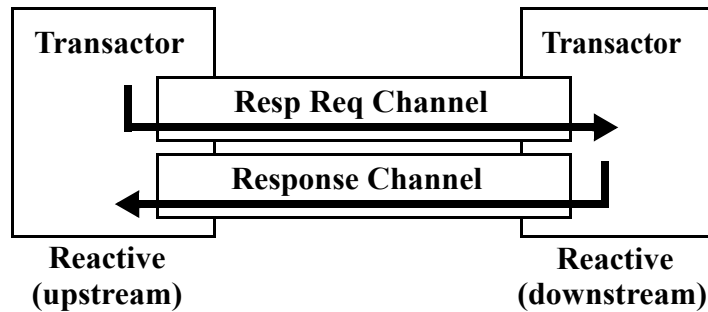 Transactor
Transactor
Resp Req Channel
Response Channel
Reactive
(upstream)
Reactive
(downstream)